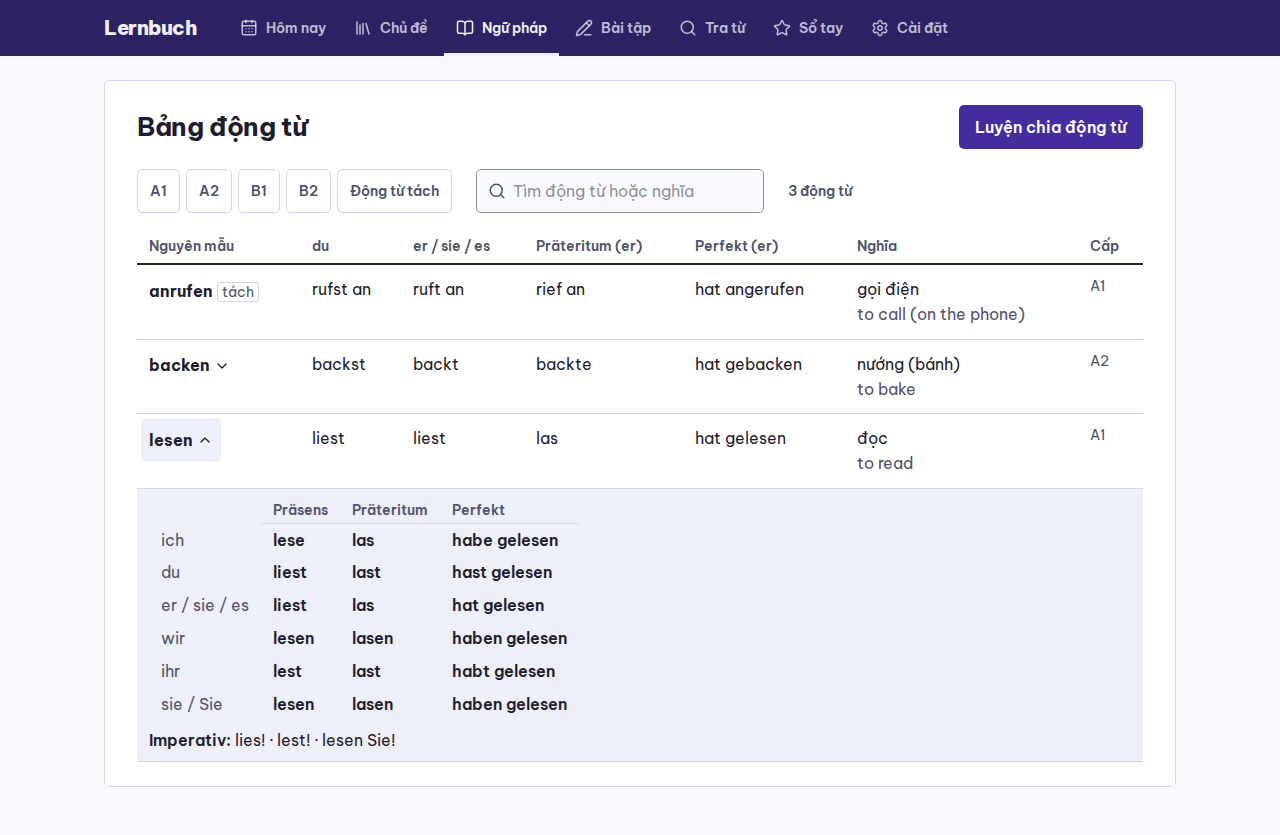 Lernbuch Hôm nay Chủ đề Ngữ pháp Bài tập Tra từ Sổ tay Cài đặt
Bảng động từ Luyện chia động từ
A1 A2 B1 B2 Động từ tách Tìm động từ hoặc nghĩa 3 động từ
Nguyên mẫu du er / sie / es Präteritum (er) Perfekt (er) Nghĩa Cấp
anrufen tách rufst an ruft an rief an hat angerufen gọi điện A1
to call (on the phone)
backen backst backt backte hat gebacken nướng (bánh) A2
to bake
lesen liest liest las hat gelesen đọc A1
to read
Präsens Präteritum Perfekt
ich lese las habe gelesen
du liest last hast gelesen
er / sie / es liest las hat gelesen
wir lesen lasen haben gelesen
ihr lest last habt gelesen
sie / Sie lesen lasen haben gelesen
Imperativ: lies! · lest! · lesen Sie!